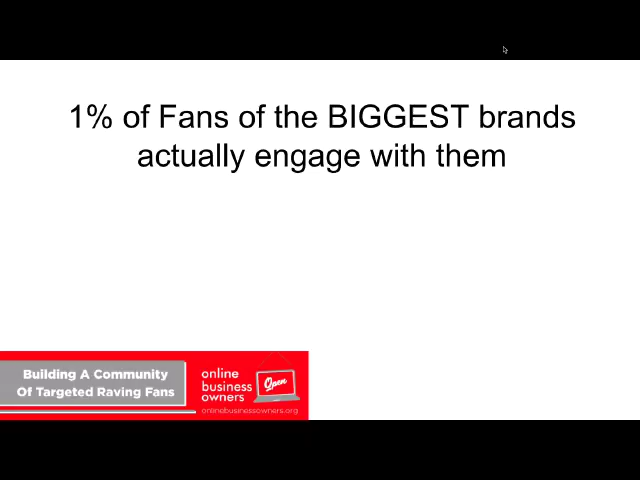 1% of Fans of the BIGGEST brands
actually engage with them
Building A Community
Of Targeted Raving Fans
online
business
owners
Open
onlinebusinessowners.org